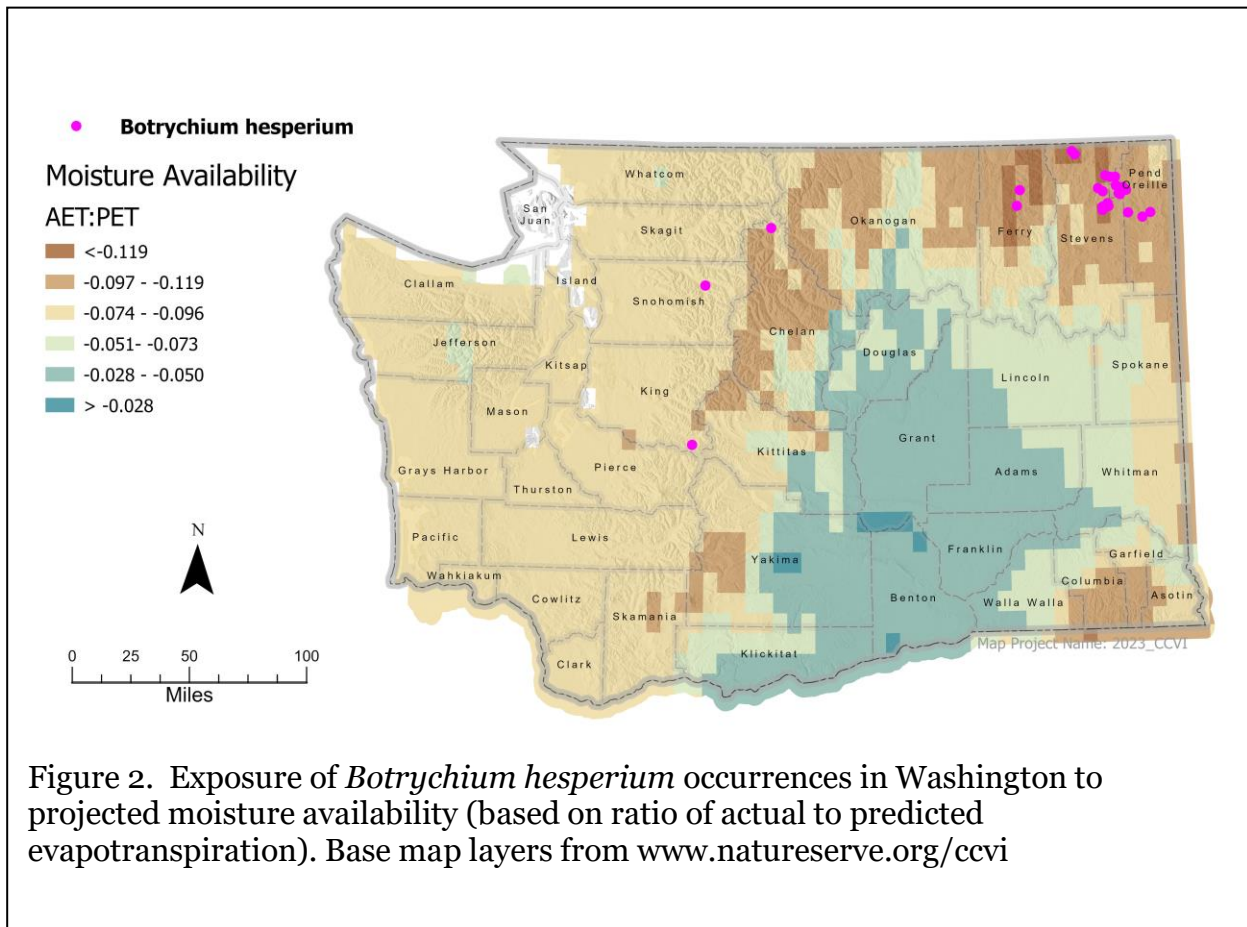 Botrychium hesperium
Moisture Availability
AET:PET
<-0.119
-0.097 - -0.119
-0.074 - -0.096
-0.051- -0.073
-0.028 - -0.050
> -0.028
Whatcom
San
Juan
Skagit
Okanogan
Ferry
Stevens
Pend
Oreille
Clallam
Island
Snohomish
Chelan
Jefferson
Kitsap
Douglas
Lincoln
Spokane
Mason
King
Grant
Grays Harbor
Pierce
Kittitas
Adams
Whitman
Thurston
Pacific
Lewis
Yakima
Franklin
Garfield
Wahkiakum
Columbia
Cowlitz
Skamania
Benton
Walla Walla
Asotin
Clark
Klickitat
N
0 25 50 100
Miles
Map Project Name: 2023_CCVI
Figure 2. Exposure of Botrychium hesperium occurrences in Washington to
projected moisture availability (based on ratio of actual to predicted
evapotranspiration). Base map layers from www.natureserve.org/ccvi